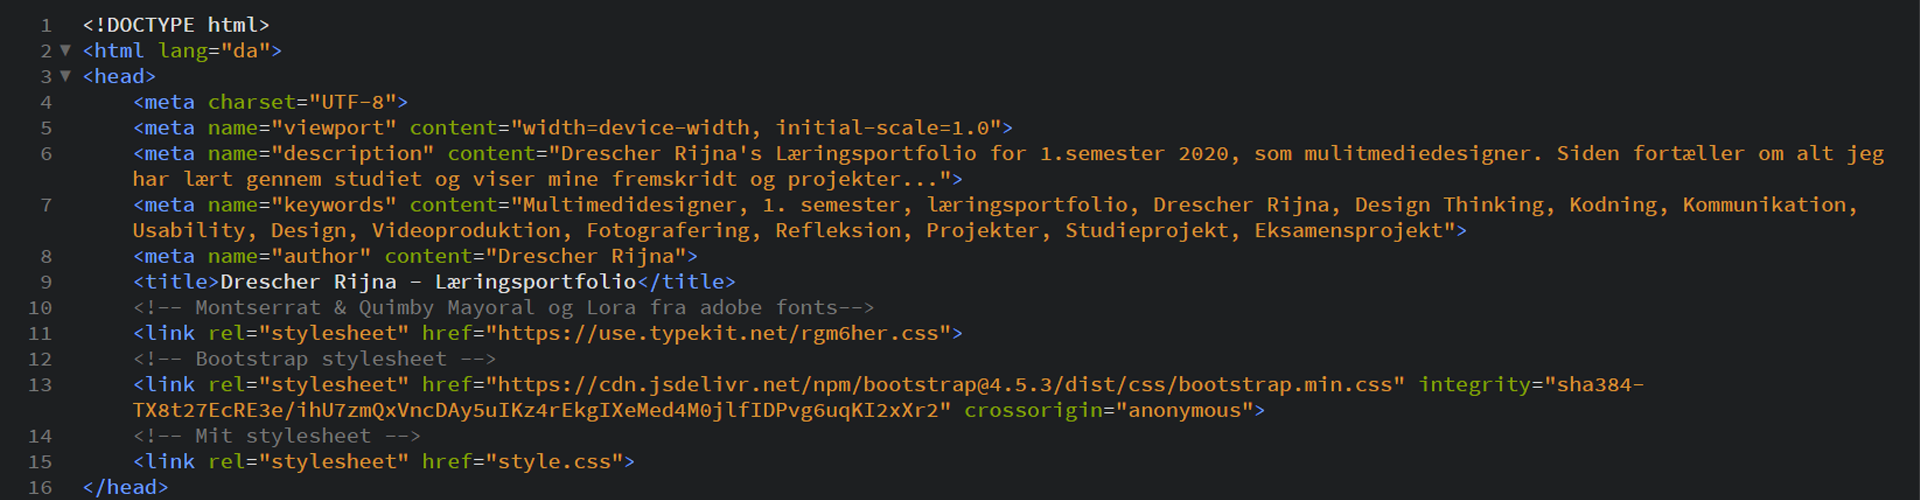 1 <!DOCTYPE html>
2 ▼ <html lang="da">
3 ▼ <head>
4 <meta charset="UTF-8">
5 <meta name="viewport" content="width=device-width, initial-scale=1.0">
6 <meta name="description" content="Drescher Rijna's Læringsportfolio for 1.semester 2020, som mulitmediedesigner. Siden fortæller om alt jeg
har lært gennem studiet og viser mine fremskridt og projekter...">
7 <meta name="keywords" content="Multimedidesigner, 1. semester, læringsportfolio, Drescher Rijna, Design Thinking, Kodning, Kommunikation,
Usability, Design, Videoproduktion, Fotografering, Refleksion, Projekter, Studieprojekt, Eksamensprojekt">
8 <meta name="author" content="Drescher Rijna">
9 <title>Drescher Rijna - Læringsportfolio</title>
10 <!-- Montserrat & Quimby Mayoral og Lora fra adobe fonts-->
11 <link rel="stylesheet" href="https://use.typekit.net/rgm6her.css">
12 <!-- Bootstrap stylesheet -->
13 <link rel="stylesheet" href="https://cdn.jsdelivr.net/npm/bootstrap@4.5.3/dist/css/bootstrap.min.css" integrity="sha384-
TX8t27EcRE3e/ihU7zmQxVncDAy5uIKz4rEkgIXeMed4M0jlfIDPvg6uqKI2xXr2" crossorigin="anonymous">
14 <!-- Mit stylesheet -->
15 <link rel="stylesheet" href="style.css">
16 </head>